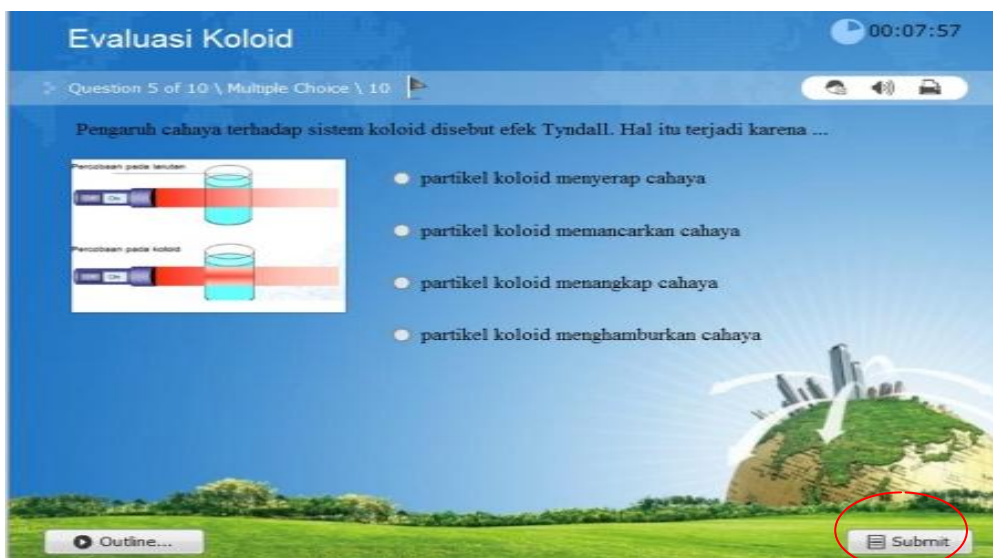 Evaluasi Koloid
00:07:57
Question 5 of 10 \ Multiple Choice \ 10
Pengaruh cahaya terhadap sistem koloid disebut efek Tyndall. Hal itu terjadi karena ...
Percobaan pada larutan
On
Percobaan pada koloid
On
partikel koloid menyerap cahaya
partikel koloid memancarkan cahaya
partikel koloid menangkap cahaya
partikel koloid menghamburkan cahaya
Outline...
Submit